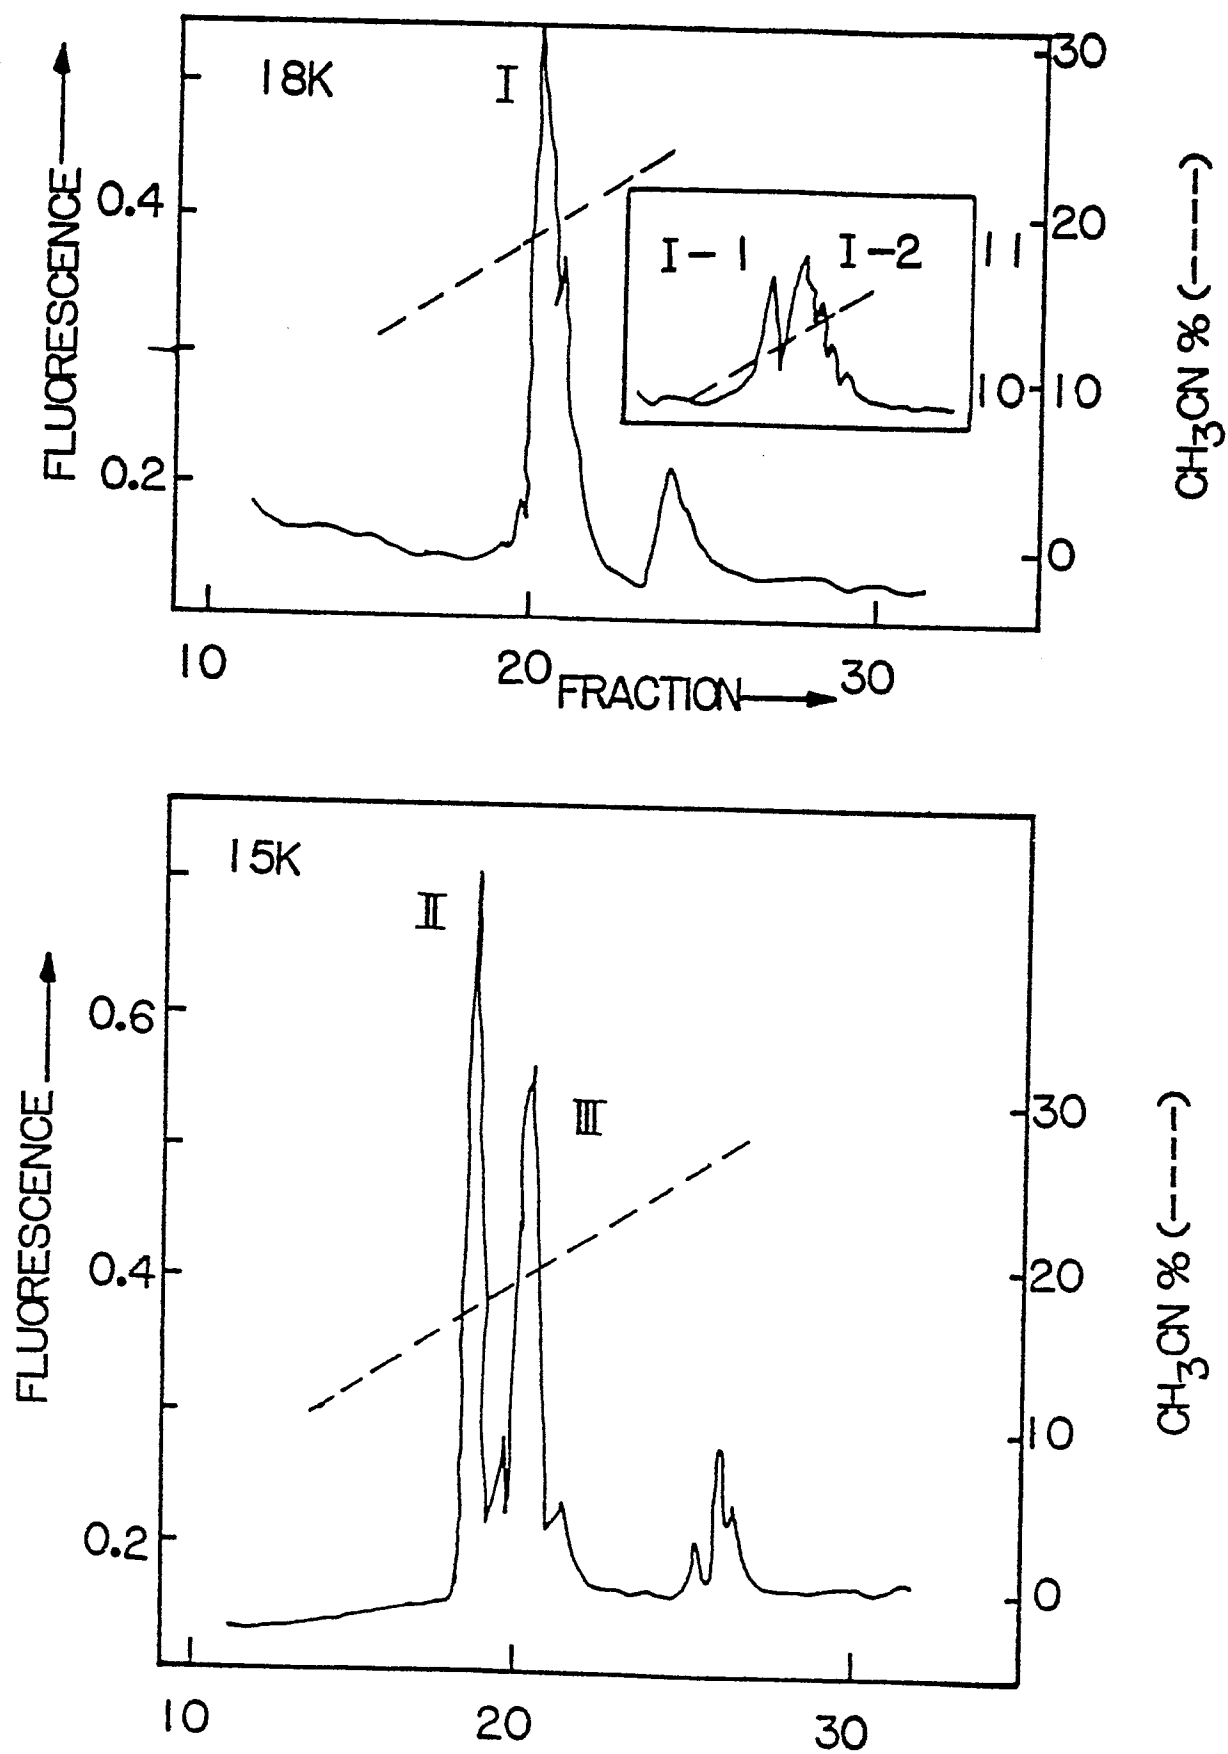 18K
I
FLUORESCENCE
0.4
0.2
30
20
10
0
CH₃CN % (----)
I-1
I-2
11
10
10
20
30
FRACTION
15K
II
III
FLUORESCENCE
0.6
0.4
0.2
30
20
10
0
CH₃CN % (----)
10
20
30